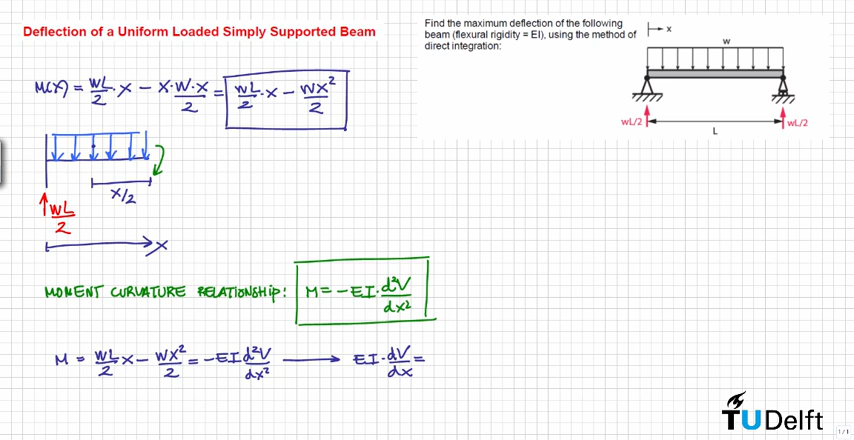 Deflection of a Uniform Loaded Simply Supported Beam
Find the maximum deflection of the following
beam (flexural rigidity = EI), using the method of
direct integration:
x
w
wL/2
wL/2
L
M(x) = WL/2 · x − x·W·x/2 = WL/2 · x − Wx²/2
x/2
WL/2
x
MOMENT CURVATURE RELATIONSHIP: M = −EI · d²V/dx²
M = WL/2 x − Wx²/2 = −EI d²V/dx² → EI · dV/dx =
TUDelft
1/1